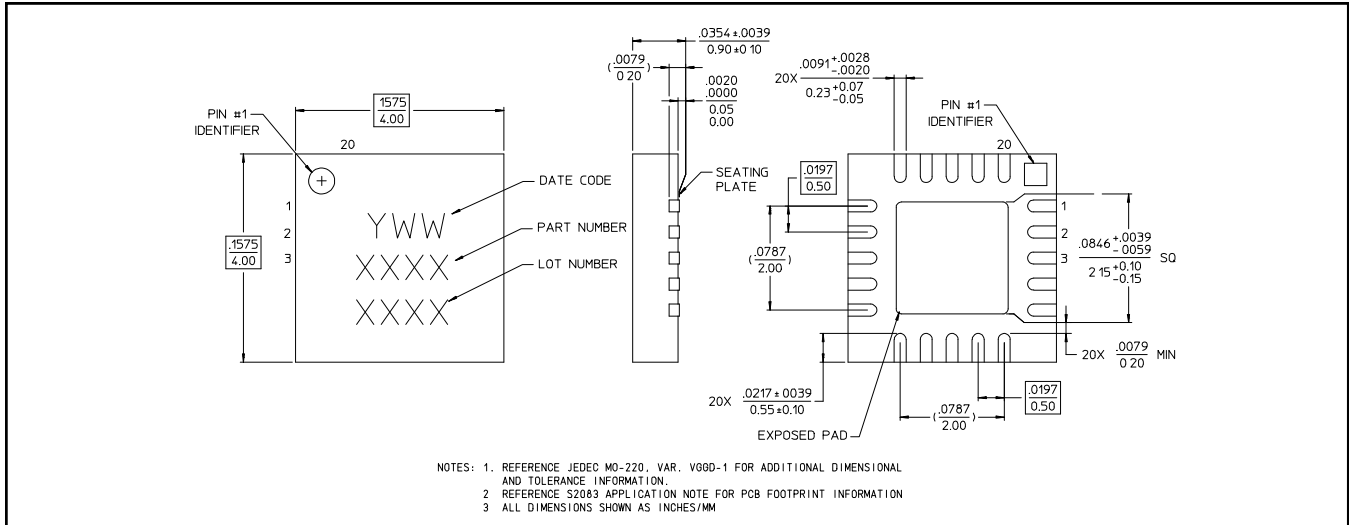 PIN #1
IDENTIFIER
.1575
4.00
20
1
2
3
.1575
4.00
YWW
XXXX
XXXX
DATE CODE
PART NUMBER
LOT NUMBER
.0354±.0039
0.90±0 10
(.0079
0 20)
.0020
.0000
0.05
0.00
SEATING
PLATE
20X .0091 +.0028 -.0020
0.23 +0.07 -0.05
PIN #1
IDENTIFIER
20
.0197
0.50
(.0787
2.00)
1
2
3
.0846 +.0039 -.0059
2 15 +0.10 -0.15
SQ
20X .0079
0 20
MIN
20X .0217±.0039
0.55±0.10
.0197
0.50
(.0787
2.00)
EXPOSED PAD
NOTES: 1. REFERENCE JEDEC MO-220, VAR. VGGD-1 FOR ADDITIONAL DIMENSIONAL
AND TOLERANCE INFORMATION.
2 REFERENCE S2083 APPLICATION NOTE FOR PCB FOOTPRINT INFORMATION
3 ALL DIMENSIONS SHOWN AS INCHES/MM